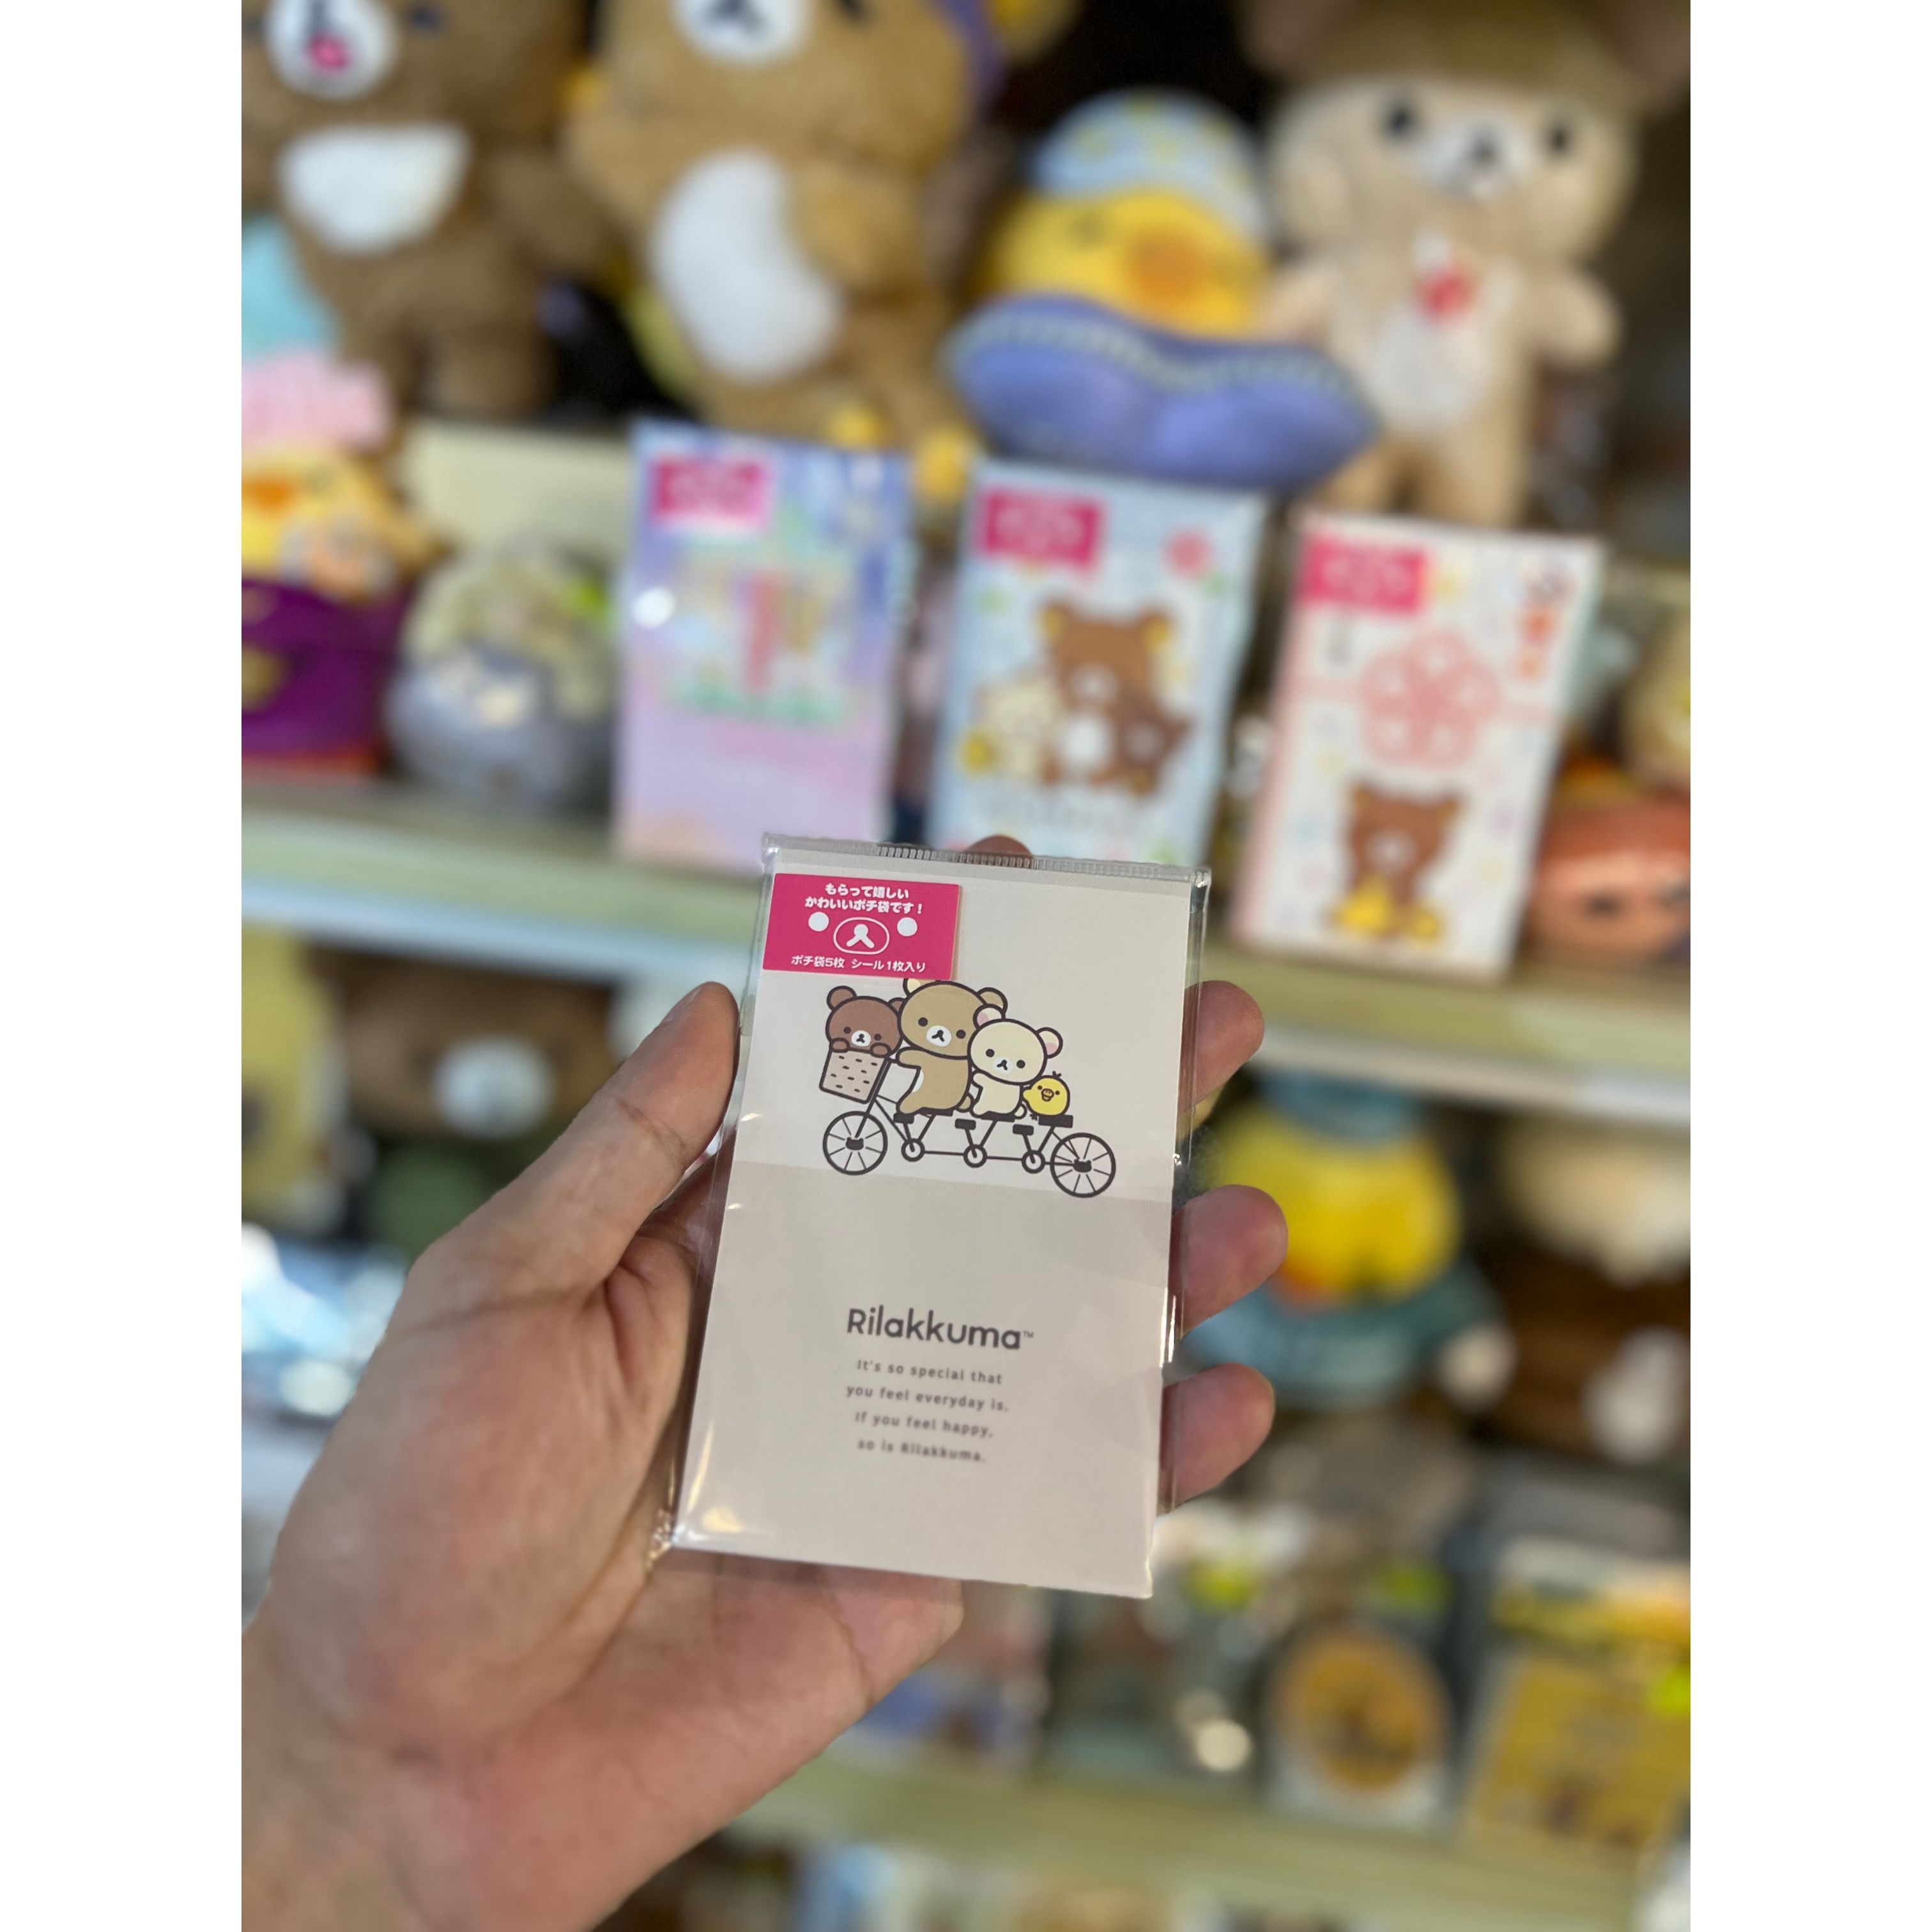 もらって嬉しい
かわいいポチ袋です!
ポチ袋5枚 シール1枚入り
Rilakkuma™
It's so special that
you feel everyday is.
If you feel happy,
so is Rilakkuma.